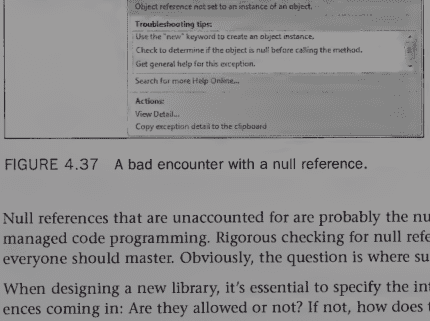 Object reference not set to an instance of an object.
Troubleshooting tips:
Use the "new" keyword to create an object instance.
Check to determine if the object is null before calling the method.
Get general help for this exception.
Search for more Help Online...
Actions:
View Detail...
Copy exception detail to the clipboard
FIGURE 4.37 A bad encounter with a null reference.
Null references that are unaccounted for are probably the
managed code programming. Rigorous checking for null
everyone should master. Obviously, the question is where
When designing a new library, it's essential to specify the
ences coming in: Are they allowed or not? If not, how does